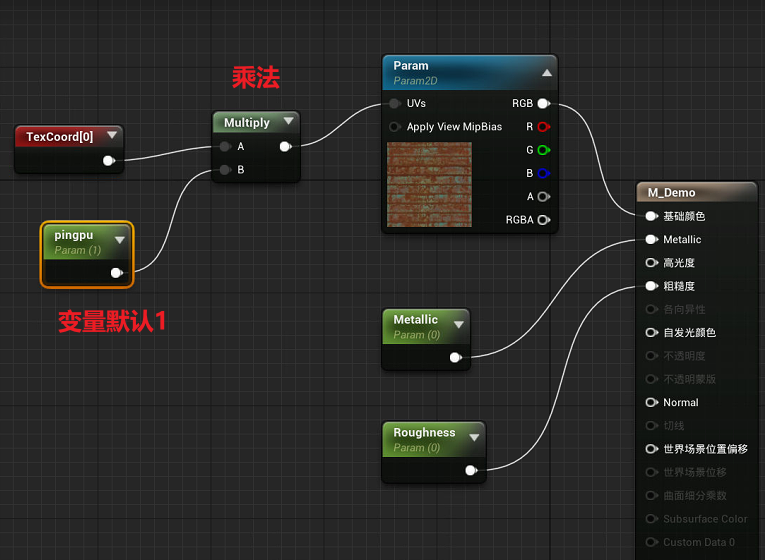 乘法
TexCoord[0]
Multiply
A
B
pingpu
Param (1)
变量默认1
Param
Param2D
UVs
RGB
Apply View MipBias
R
G
B
A
RGBA
Metallic
Param (0)
Roughness
Param (0)
M_Demo
基础颜色
Metallic
高光度
粗糙度
各向异性
自发光颜色
不透明度
不透明蒙版
Normal
切线
世界场景位置偏移
世界场景位移
曲面细分乘数
Subsurface Color
Custom Data 0